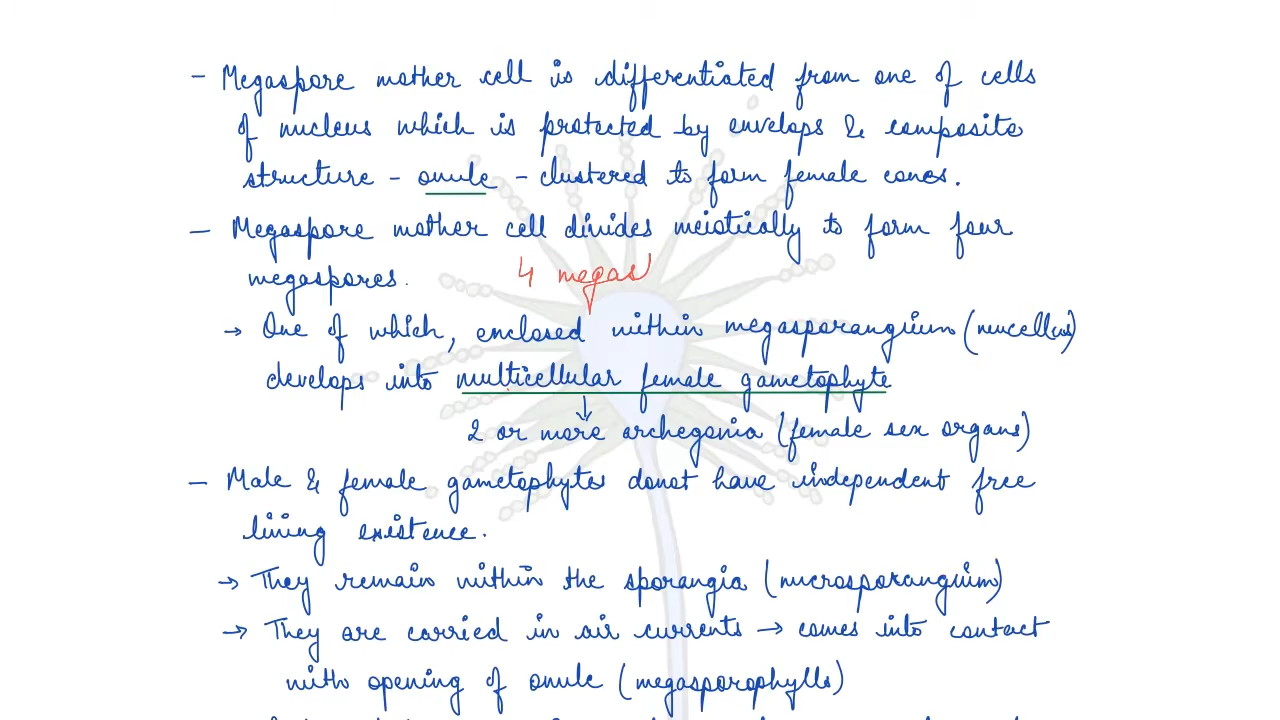 - Megaspore mother cell is differentiated from one of cells
of nucleus which is protected by envelops & composite
structure - ovule - clustered to form female cones.
- Megaspore mother cell divides meiotically to form four
megaspores.
4 megas
→ One of which, enclosed within megasporangium (nucellus)
develops into multicellular female gametophyte
↓
2 or more archegonia (female sex organs)
- Male & female gametophytes donot have independent free
living existence.
→ They remain within the sporangia (microsporangium)
→ They are carried in air currents → comes into contact
with opening of ovule (megasporophylls)